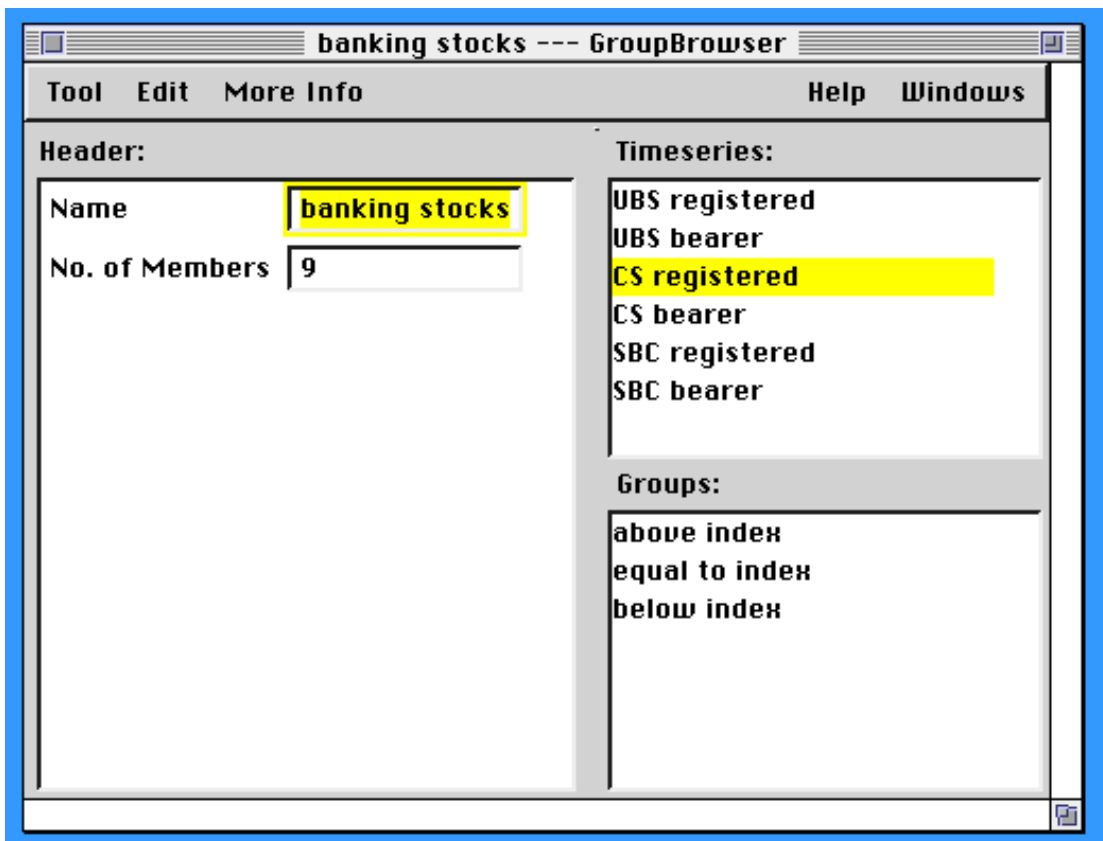 banking stocks --- GroupBrowser
Tool Edit More Info Help Windows
Header:
Name banking stocks
No. of Members 9
Timeseries:
UBS registered
UBS bearer
CS registered
CS bearer
SBC registered
SBC bearer
Groups:
above index
equal to index
below index